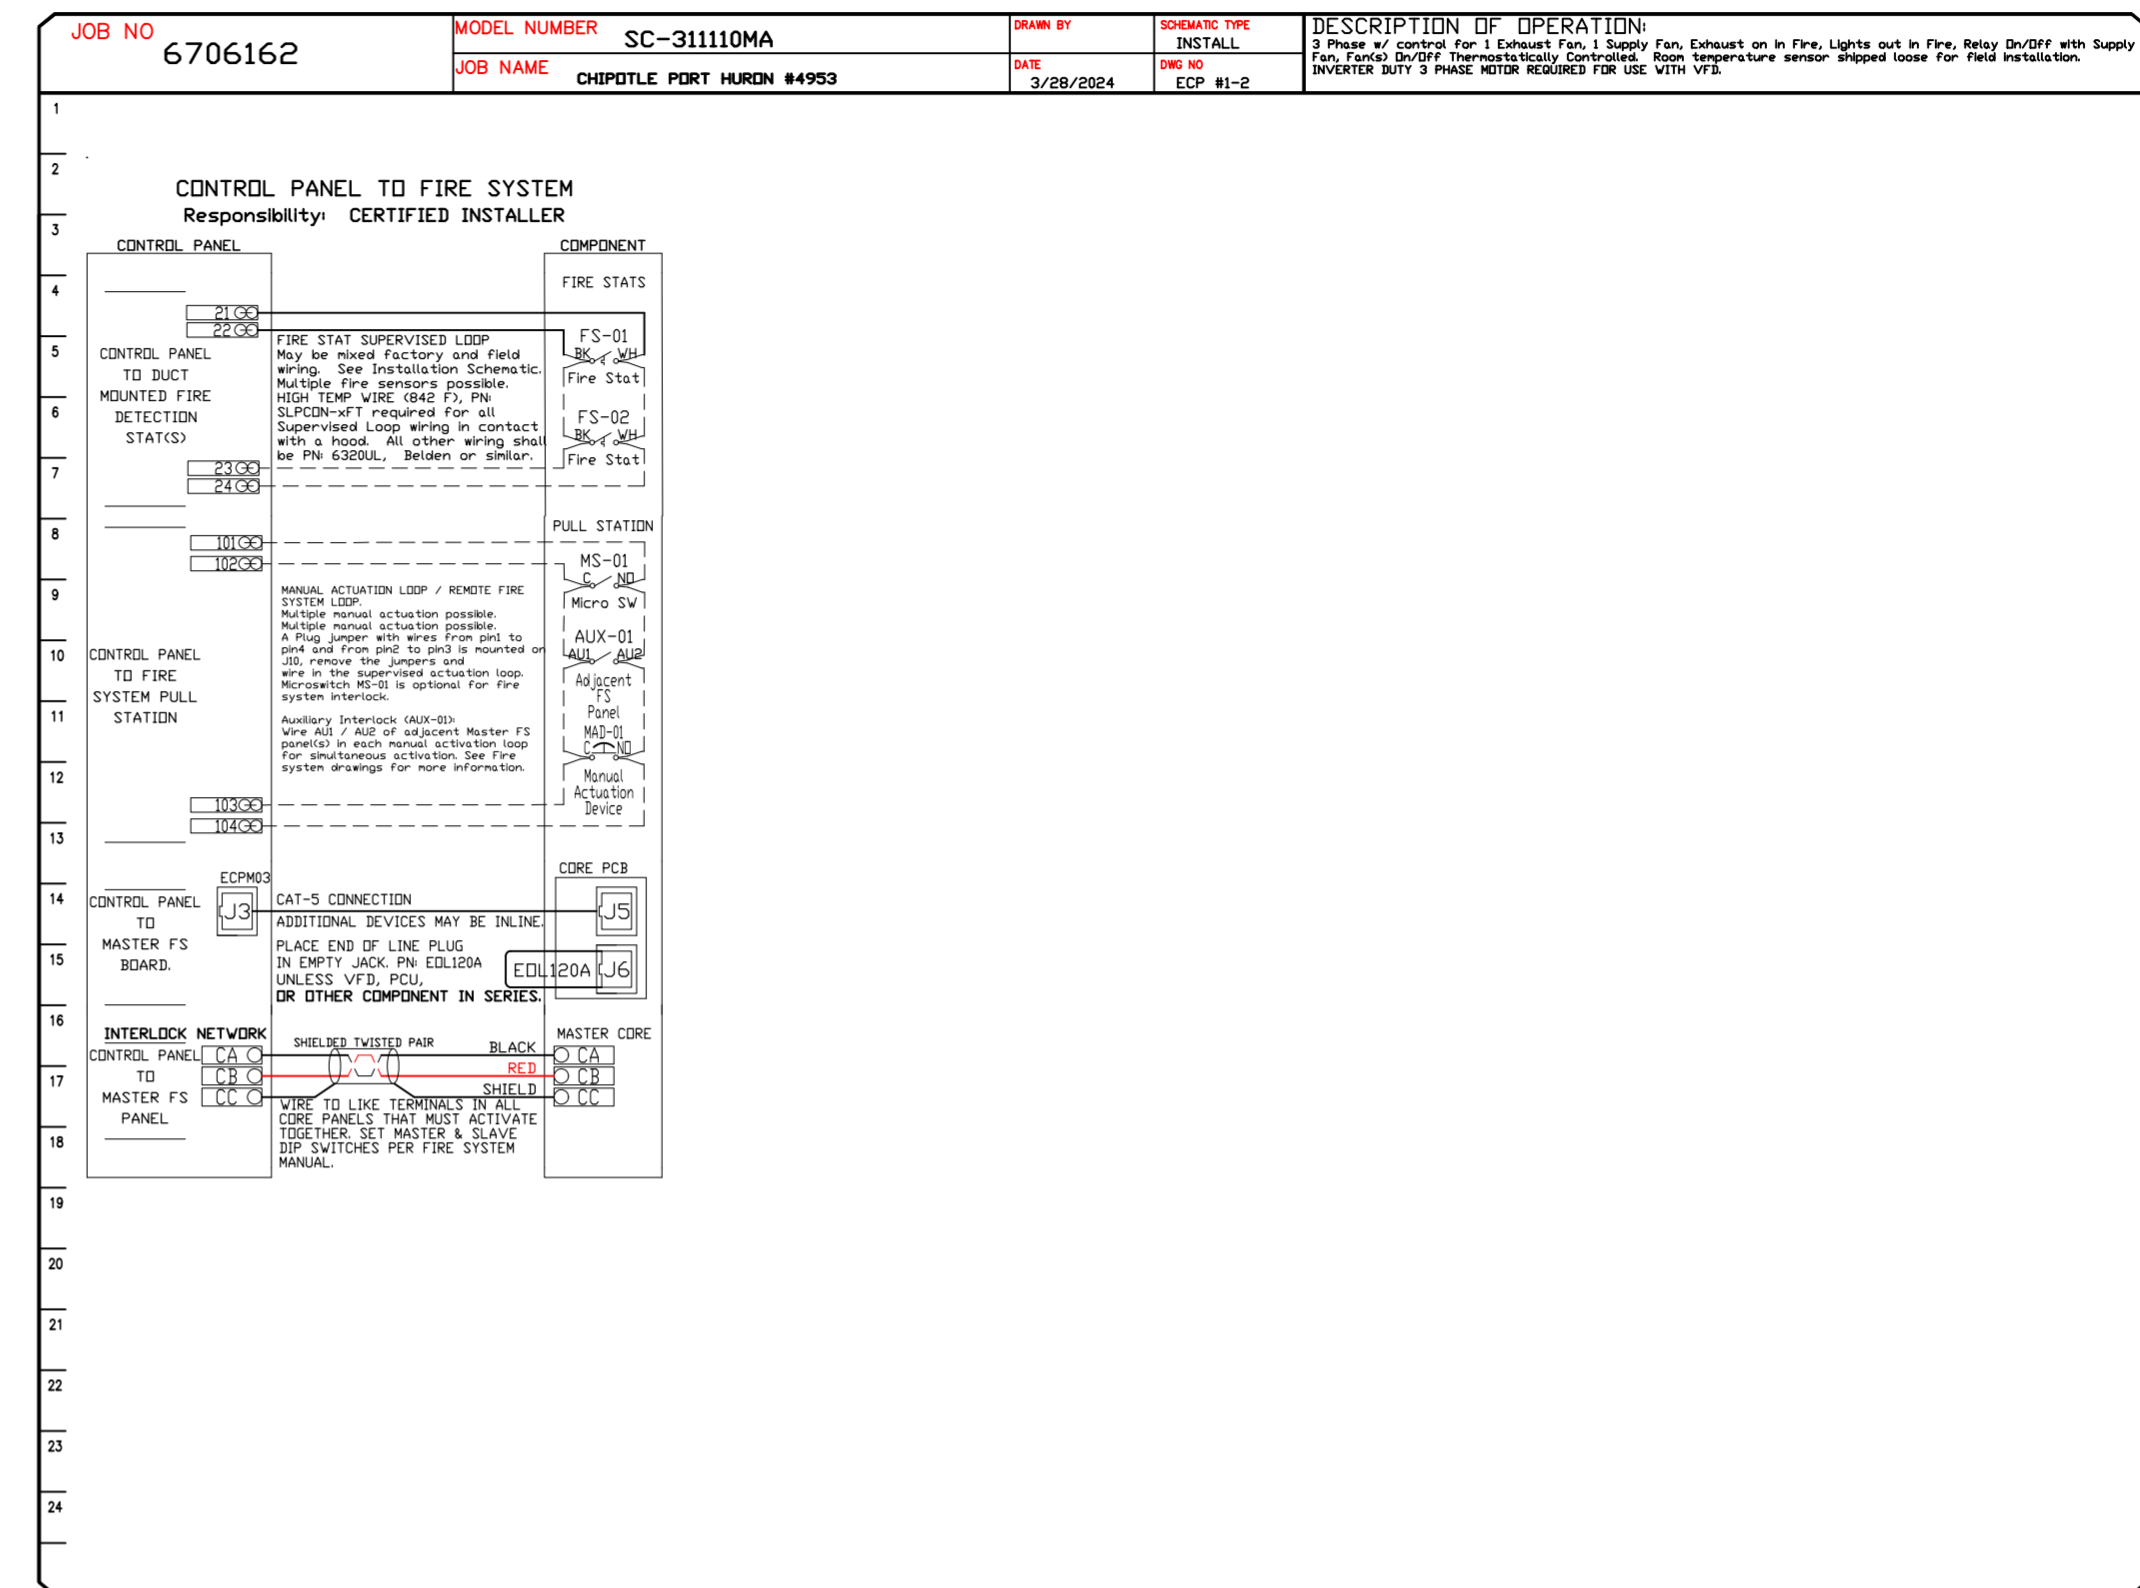 JOB NO 6706162
MODEL NUMBER SC-311110MA
JOB NAME CHIPOTLE PORT HURON #4953
DRAWN BY
DATE 3/28/2024
SCHEMATIC TYPE INSTALL
DWG NO ECP #1-2
DESCRIPTION OF OPERATION:
3 Phase w/ control for 1 Exhaust Fan, 1 Supply Fan, Exhaust on in Fire, Lights out in Fire, Relay On/Off with Supply
Fan, Fan(s) On/Off Thermostatically Controlled. Room temperature sensor shipped loose for field installation.
INVERTER DUTY 3 PHASE MOTOR REQUIRED FOR USE WITH VFD.
1
2
3
4
5
6
7
8
9
10
11
12
13
14
15
16
17
18
19
20
21
22
23
24
CONTROL PANEL TO FIRE SYSTEM
Responsibility: CERTIFIED INSTALLER
CONTROL PANEL
COMPONENT
FIRE STATS
21
22
CONTROL PANEL
TO DUCT
MOUNTED FIRE
DETECTION
STAT(S)
23
24
FIRE STAT SUPERVISED LOOP
May be mixed factory and field
wiring. See Installation Schematic.
Multiple fire sensors possible.
HIGH TEMP WIRE (842 F), PN:
SLPCON-xFT required for all
Supervised Loop wiring in contact
with a hood. All other wiring shall
be PN: 6320UL, Belden or similar.
FS-01
BK WH
Fire Stat
FS-02
BK WH
Fire Stat
PULL STATION
101
102
CONTROL PANEL
TO FIRE
SYSTEM PULL
STATION
103
104
MANUAL ACTUATION LOOP / REMOTE FIRE
SYSTEM LOOP.
Multiple manual actuation possible.
Multiple manual actuation possible.
A Plug jumper with wires from pin1 to
pin4 and from pin2 to pin3 is mounted on
J10, remove the jumpers and
wire in the supervised actuation loop.
Microswitch MS-01 is optional for fire
system interlock.
Auxiliary Interlock (AUX-01):
Wire AU1 / AU2 of adjacent Master FS
panel(s) in each manual activation loop
for simultaneous activation. See Fire
system drawings for more information.
MS-01
C NO
Micro SW
AUX-01
AU1 AU2
Adjacent
FS
Panel
MAD-01
C NO
Manual
Actuation
Device
ECPM03
J3
CONTROL PANEL
TO
MASTER FS
BOARD.
CAT-5 CONNECTION
ADDITIONAL DEVICES MAY BE INLINE.
PLACE END OF LINE PLUG
IN EMPTY JACK. PN: EOL120A
UNLESS VFD, PCU,
OR OTHER COMPONENT IN SERIES.
CORE PCB
J5
EOL120A J6
INTERLOCK NETWORK
CONTROL PANEL
TO
MASTER FS
PANEL
CA
CB
CC
SHIELDED TWISTED PAIR
BLACK
RED
SHIELD
MASTER CORE
CA
CB
CC
WIRE TO LIKE TERMINALS IN ALL
CORE PANELS THAT MUST ACTIVATE
TOGETHER. SET MASTER & SLAVE
DIP SWITCHES PER FIRE SYSTEM
MANUAL.